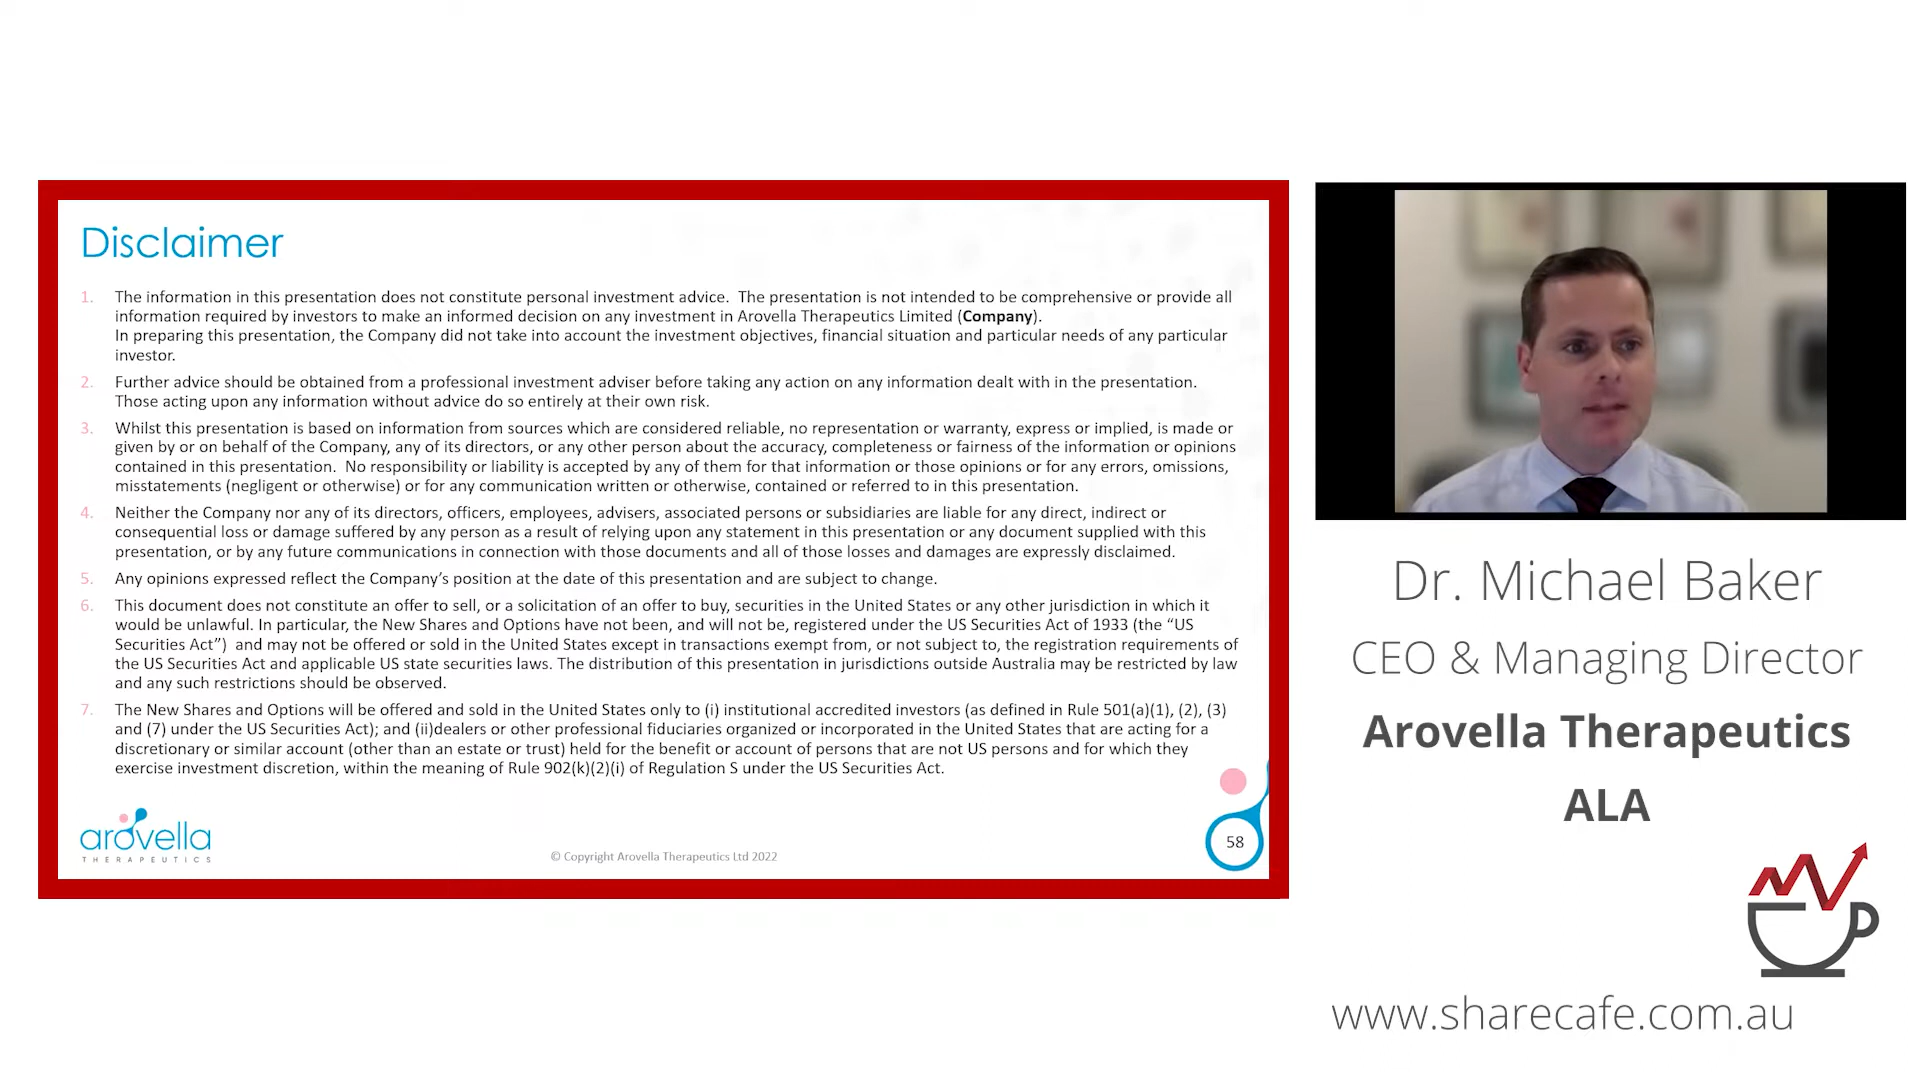 Disclaimer
1. The information in this presentation does not constitute personal investment advice.  The presentation is not intended to be comprehensive or provide all
information required by investors to make an informed decision on any investment in Arovella Therapeutics Limited (Company).
In preparing this presentation, the Company did not take into account the investment objectives, financial situation and particular needs of any particular
investor.
2. Further advice should be obtained from a professional investment adviser before taking any action on any information dealt with in the presentation.
Those acting upon any information without advice do so entirely at their own risk.
3. Whilst this presentation is based on information from sources which are considered reliable, no representation or warranty, express or implied, is made or
given by or on behalf of the Company, any of its directors, or any other person about the accuracy, completeness or fairness of the information or opinions
contained in this presentation.  No responsibility or liability is accepted by any of them for that information or those opinions or for any errors, omissions,
misstatements (negligent or otherwise) or for any communication written or otherwise, contained or referred to in this presentation.
4. Neither the Company nor any of its directors, officers, employees, advisers, associated persons or subsidiaries are liable for any direct, indirect or
consequential loss or damage suffered by any person as a result of relying upon any statement in this presentation or any document supplied with this
presentation, or by any future communications in connection with those documents and all of those losses and damages are expressly disclaimed.
5. Any opinions expressed reflect the Company's position at the date of this presentation and are subject to change.
6. This document does not constitute an offer to sell, or a solicitation of an offer to buy, securities in the United States or any other jurisdiction in which it
would be unlawful. In particular, the New Shares and Options have not been, and will not be, registered under the US Securities Act of 1933 (the “US
Securities Act”)  and may not be offered or sold in the United States except in transactions exempt from, or not subject to, the registration requirements of
the US Securities Act and applicable US state securities laws. The distribution of this presentation in jurisdictions outside Australia may be restricted by law
and any such restrictions should be observed.
7. The New Shares and Options will be offered and sold in the United States only to (i) institutional accredited investors (as defined in Rule 501(a)(1), (2), (3)
and (7) under the US Securities Act); and (ii)dealers or other professional fiduciaries organized or incorporated in the United States that are acting for a
discretionary or similar account (other than an estate or trust) held for the benefit or account of persons that are not US persons and for which they
exercise investment discretion, within the meaning of Rule 902(k)(2)(i) of Regulation S under the US Securities Act.
arovella
THERAPEUTICS
© Copyright Arovella Therapeutics Ltd 2022
58
Dr. Michael Baker
CEO & Managing Director
Arovella Therapeutics
ALA
www.sharecafe.com.au